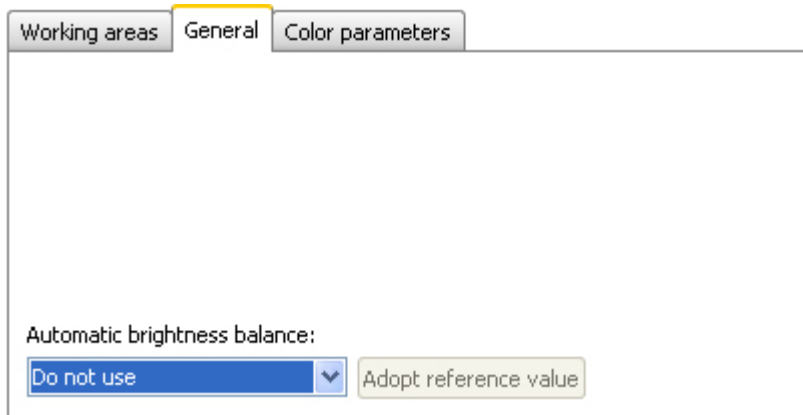 Working areas General Color parameters
Automatic brightness balance:
Do not use Adopt reference value